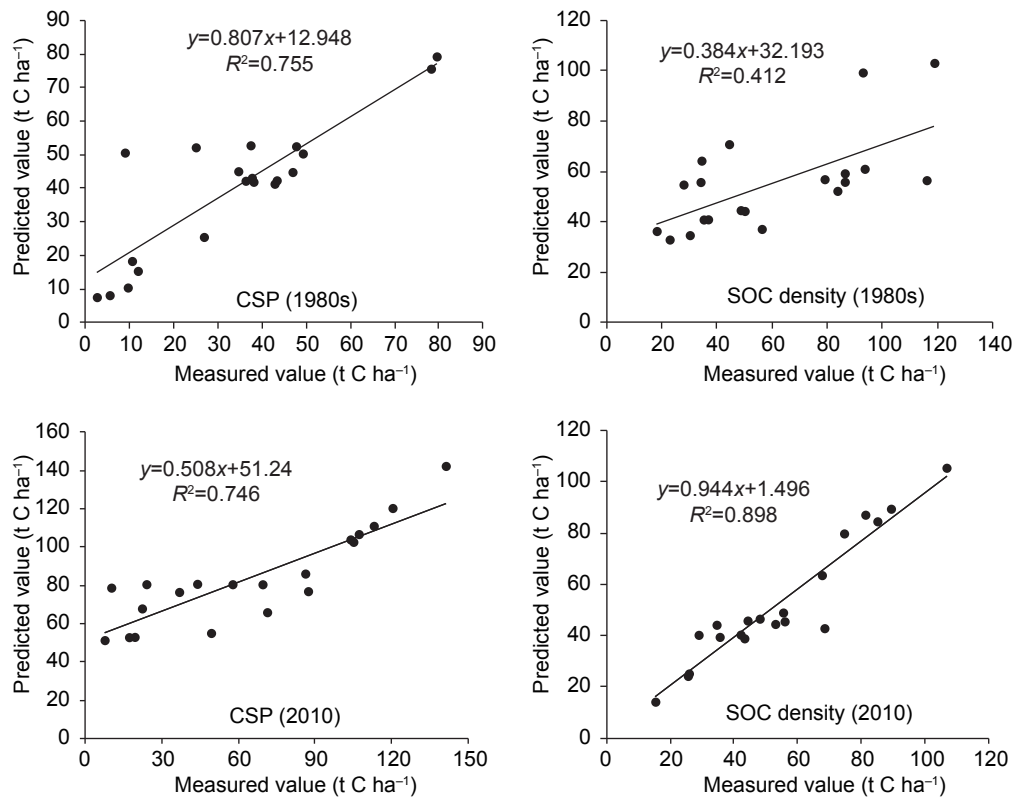 y=0.807x+12.948
R²=0.755
CSP (1980s)
Predicted value (t C ha⁻¹)
90
80
70
60
50
40
30
20
10
0
0 10 20 30 40 50 60 70 80 90
Measured value (t C ha⁻¹)
y=0.384x+32.193
R²=0.412
SOC density (1980s)
Predicted value (t C ha⁻¹)
120
100
80
60
40
20
0
0 20 40 60 80 100 120 140
Measured value (t C ha⁻¹)
y=0.508x+51.24
R²=0.746
CSP (2010)
Predicted value (t C ha⁻¹)
160
140
120
100
80
60
40
20
0
0 30 60 90 120 150
Measured value (t C ha⁻¹)
y=0.944x+1.496
R²=0.898
SOC density (2010)
Predicted value (t C ha⁻¹)
120
100
80
60
40
20
0
0 20 40 60 80 100 120
Measured value (t C ha⁻¹)